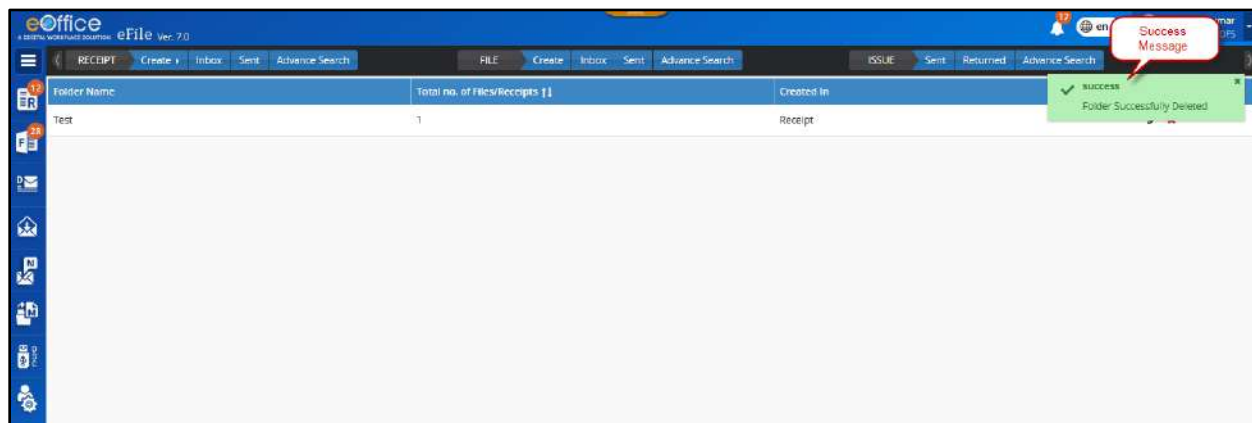 eOffice
A DIGITAL WORKPLACE SOLUTION eFile Ver. 7.0
17
en
mar
OPS
Success
Message
RECEIPT Create Inbox Sent Advance Search FILE Create Inbox Sent Advance Search ISSUE Sent Returned Advance Search
12
R
Folder Name Total no. of Files/Receipts Created In
success
Folder Successfully Deleted
Test 1 Receipt
28
F
D
N